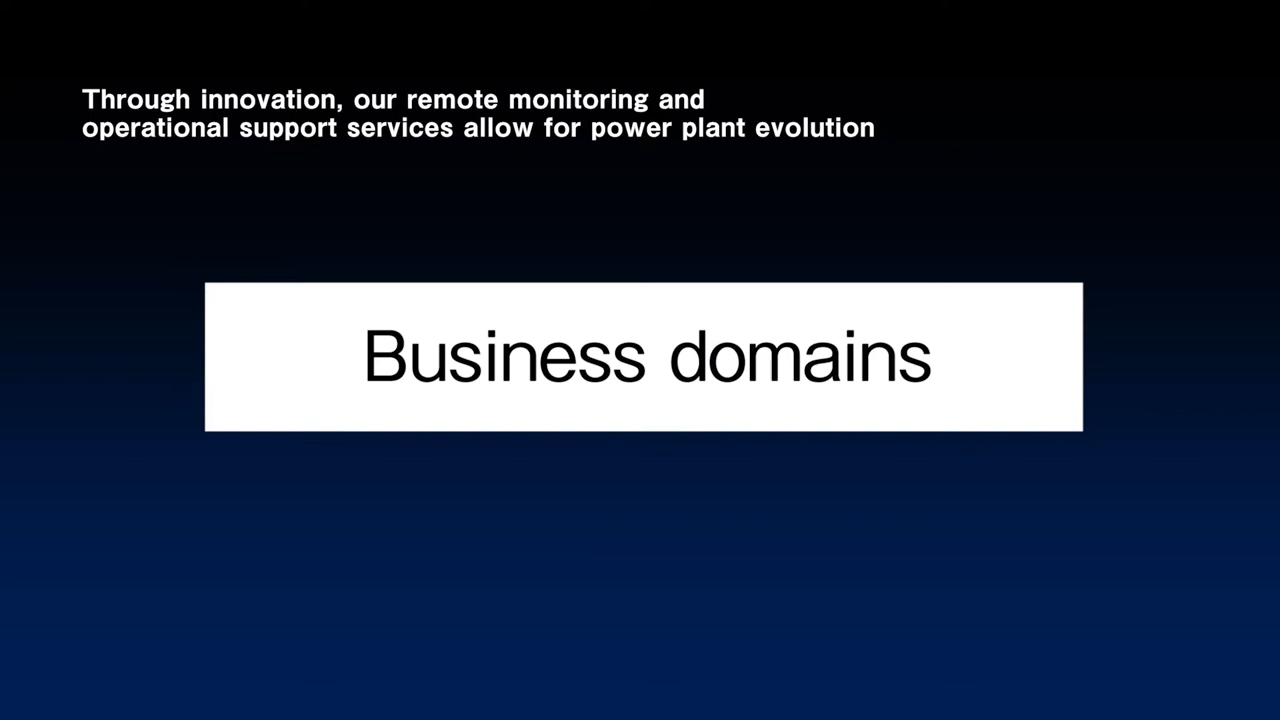 Through innovation, our remote monitoring and
operational support services allow for power plant evolution
Business domains